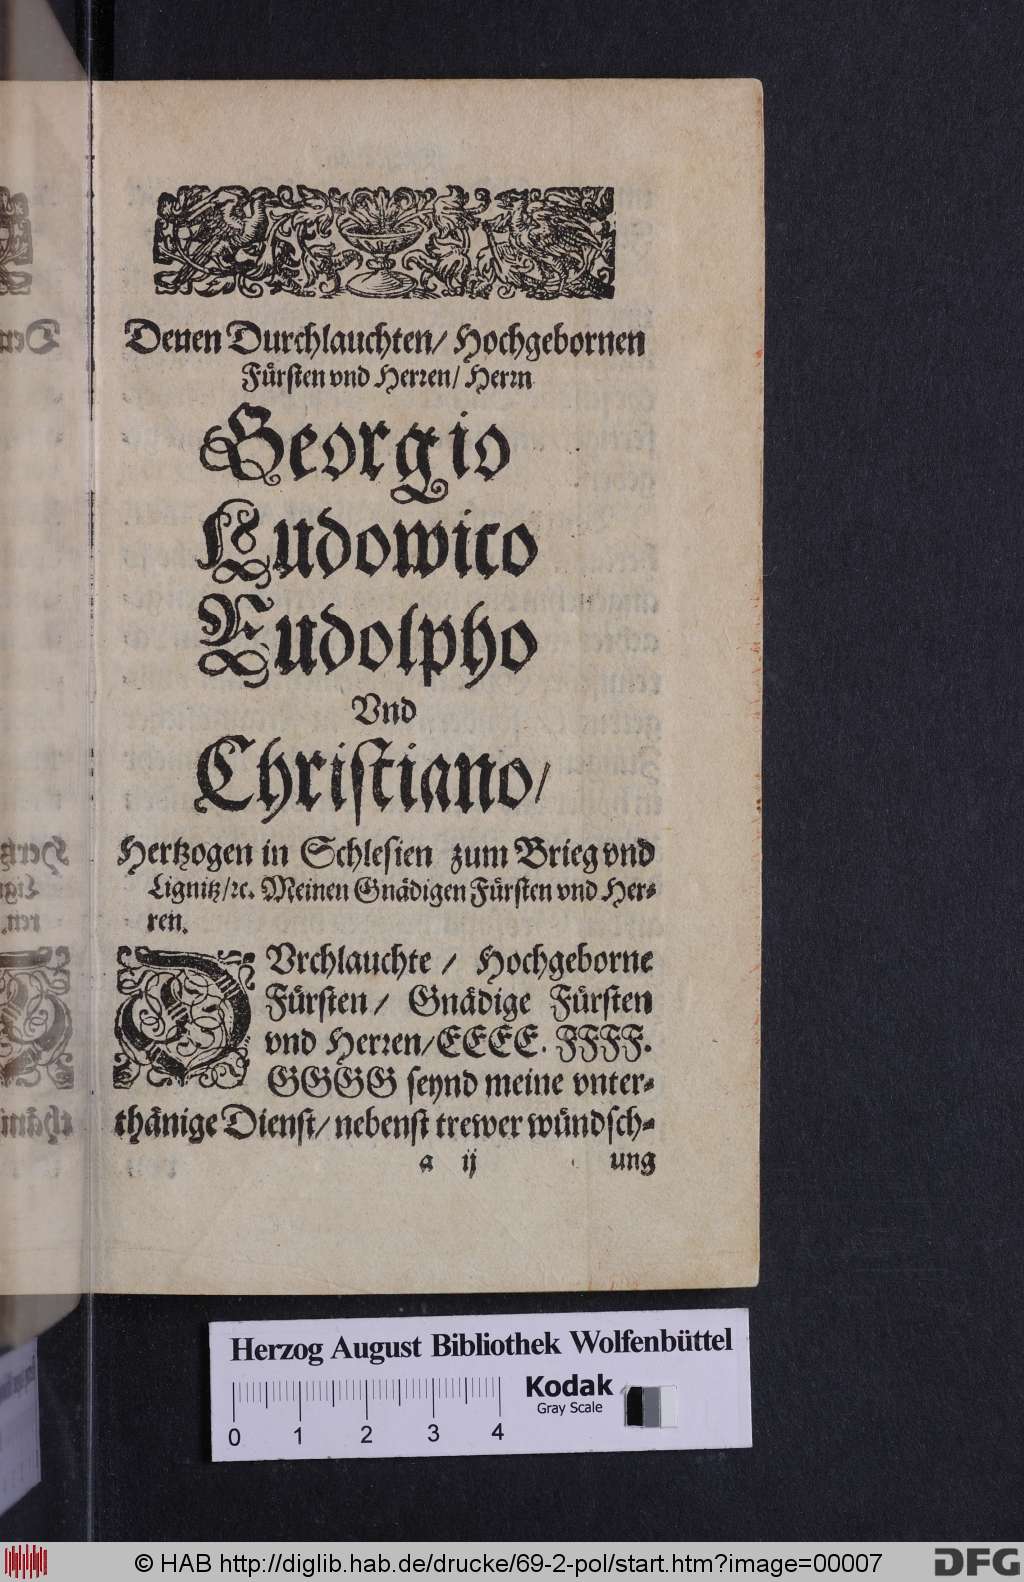 Denen Durchlauchten/ Hochgebornen
Fürsten vnd Herren/ Herrn
Georgio
Ludowico
Rudolpho
Vnd
Christiano/
Hertzogen in Schlesien zum Brieg vnd
Lignitz/ ꝛc. Meinen Gnädigen Fürsten vnd Her-
ren.
DVrchlauchte/ Hochgeborne
Fürsten/ Gnädige Fürsten
vnd Herren/ EEEE. FFFF.
GGGG seynd meine vnter-
thänige Dienst/ nebenst trewer wündsch-
a ij ung
Herzog August Bibliothek Wolfenbüttel
Kodak
Gray Scale
0 1 2 3 4
© HAB http://diglib.hab.de/drucke/69-2-pol/start.htm?image=00007
DFG